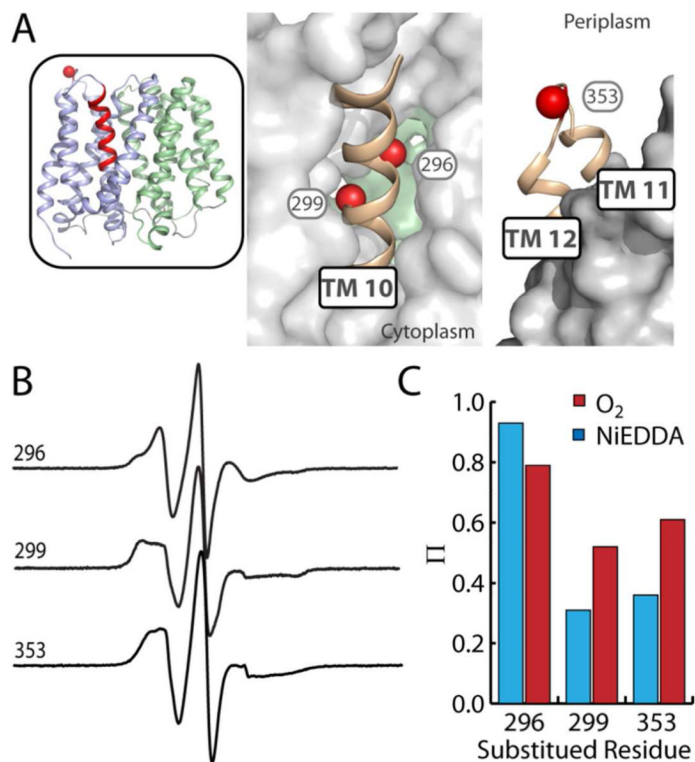 A
Periplasm
353
296
299
TM 11
TM 12
TM 10
Cytoplasm
B
C
296
299
353
O2
NiEDDA
1.0
0.8
0.6
0.4
0.2
0.0
Π
296 299 353
Substitued Residue